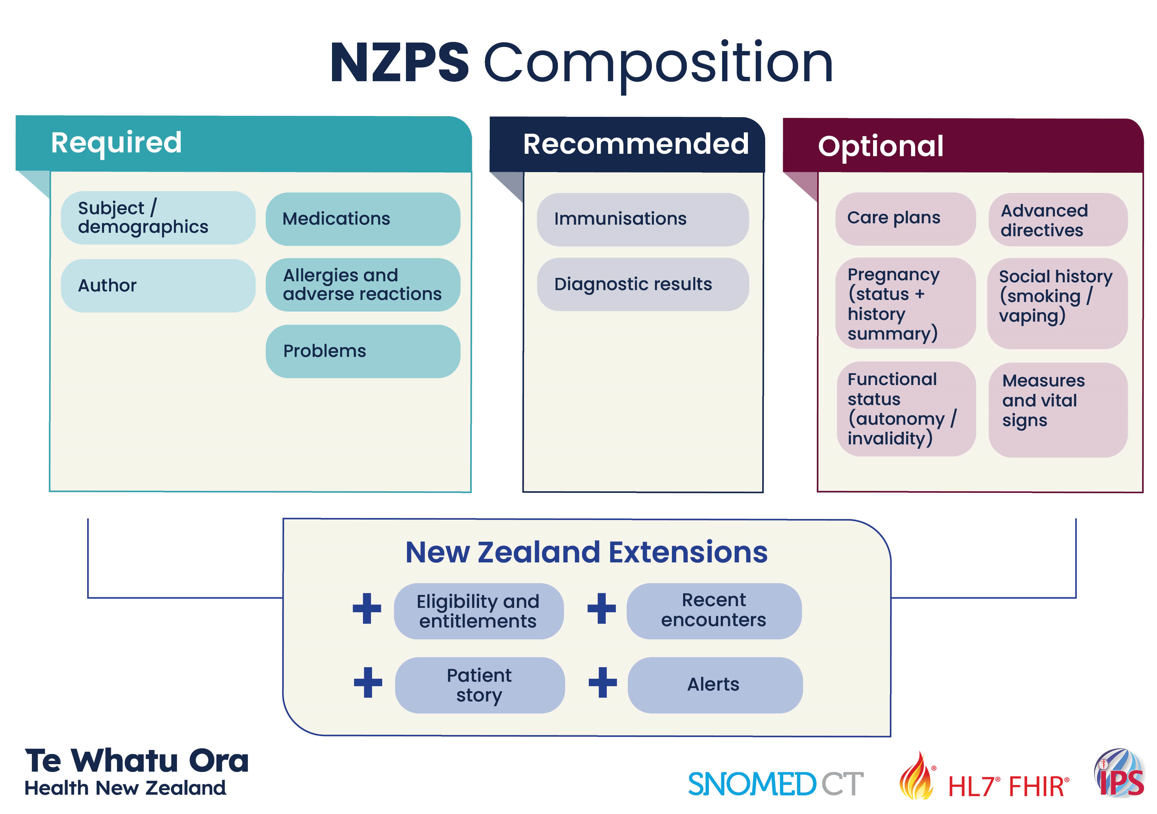 NZPS Composition
Required
Subject /
demographics
Author
Medications
Allergies and
adverse reactions
Problems
Recommended
Immunisations
Diagnostic results
Optional
Care plans
Advanced
directives
Pregnancy
(status +
history
summary)
Social history
(smoking /
vaping)
Functional
status
(autonomy /
invalidity)
Measures
and vital
signs
New Zealand Extensions
+ Eligibility and
entitlements
+ Recent
encounters
+ Patient
story
+ Alerts
Te Whatu Ora
Health New Zealand
SNOMED CT
® HL7® FHIR®
IPS